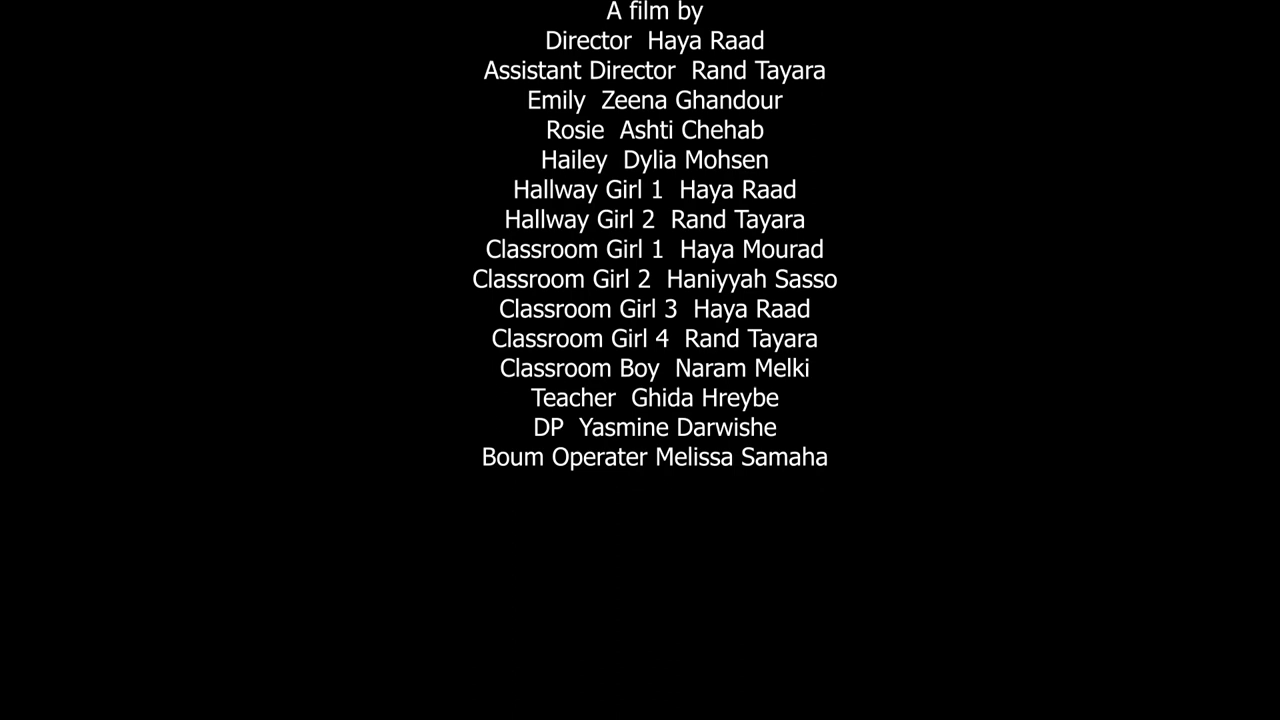 A film by
Director  Haya Raad
Assistant Director  Rand Tayara
Emily  Zeena Ghandour
Rosie  Ashti Chehab
Hailey  Dylia Mohsen
Hallway Girl 1  Haya Raad
Hallway Girl 2  Rand Tayara
Classroom Girl 1  Haya Mourad
Classroom Girl 2  Haniyyah Sasso
Classroom Girl 3  Haya Raad
Classroom Girl 4  Rand Tayara
Classroom Boy  Naram Melki
Teacher  Ghida Hreybe
DP  Yasmine Darwishe
Boum Operater Melissa Samaha